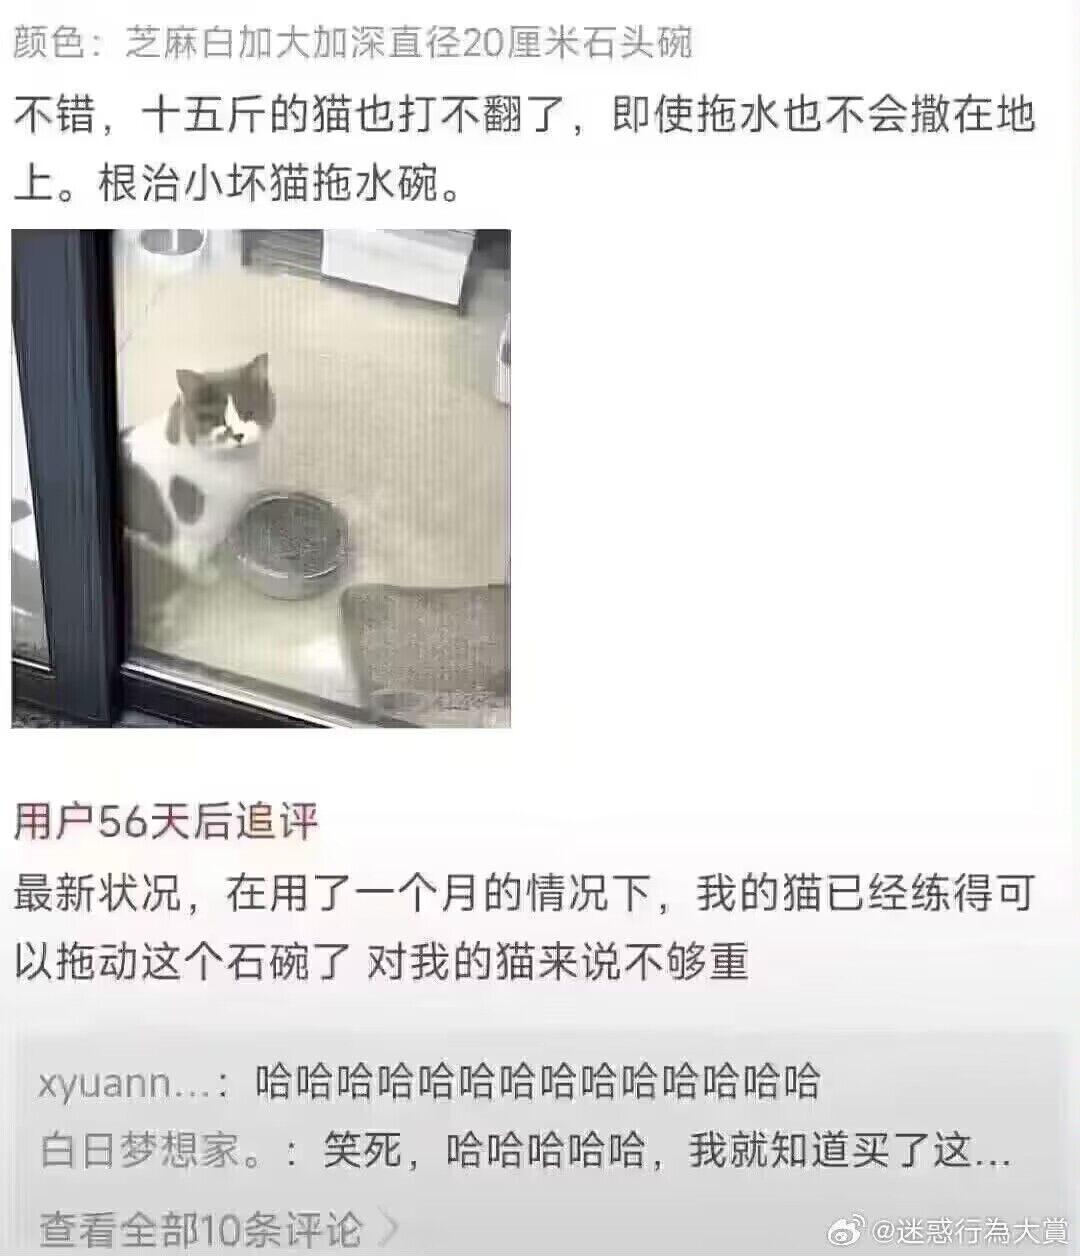 颜色：芝麻白加大加深直径20厘米石头碗
不错，十五斤的猫也打不翻了，即使拖水也不会撒在地
上。根治小坏猫拖水碗。
用户56天后追评
最新状况，在用了一个月的情况下，我的猫已经练得可
以拖动这个石碗了 对我的猫来说不够重
xyuann...：哈哈哈哈哈哈哈哈哈哈哈哈哈哈
白日梦想家。：笑死，哈哈哈哈哈，我就知道买了这...
查看全部10条评论 >
@迷惑行為大賞